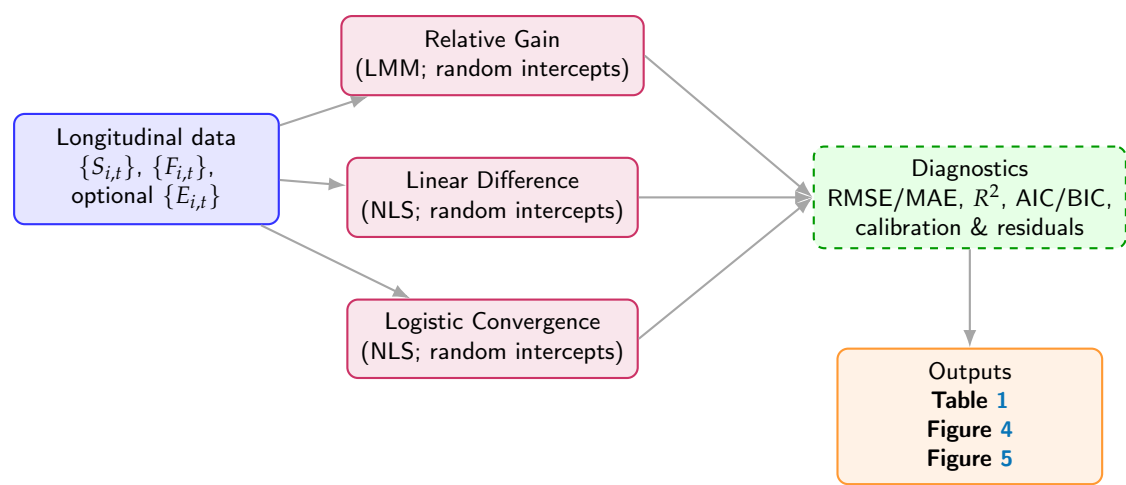 Longitudinal data
{S_{i,t}}, {F_{i,t}},
optional {E_{i,t}}
Relative Gain
(LMM; random intercepts)
Linear Difference
(NLS; random intercepts)
Logistic Convergence
(NLS; random intercepts)
Diagnostics
RMSE/MAE, R², AIC/BIC,
calibration & residuals
Outputs
Table 1
Figure 4
Figure 5